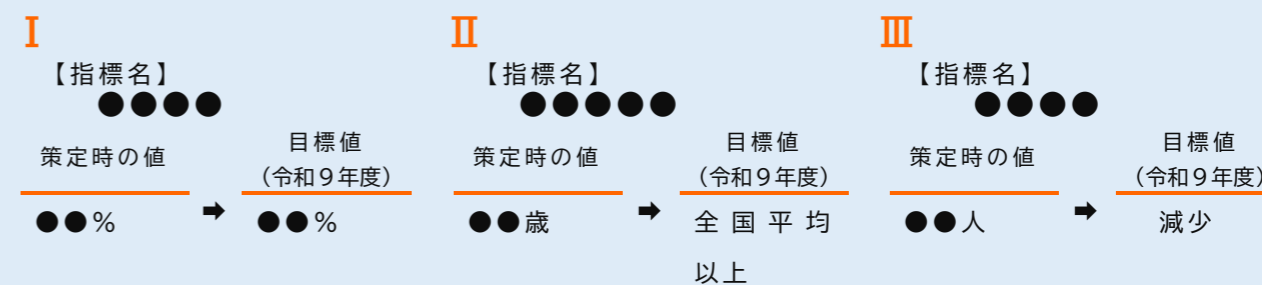 Ⅰ
【指標名】
●●●●
策定時の値
目標値
（令和９年度）
●●%
➡
●●%
Ⅱ
【指標名】
●●●●●
策定時の値
目標値
（令和９年度）
●●歳
➡
全国平均
以上
Ⅲ
【指標名】
●●●●
策定時の値
目標値
（令和９年度）
●●人
➡
減少